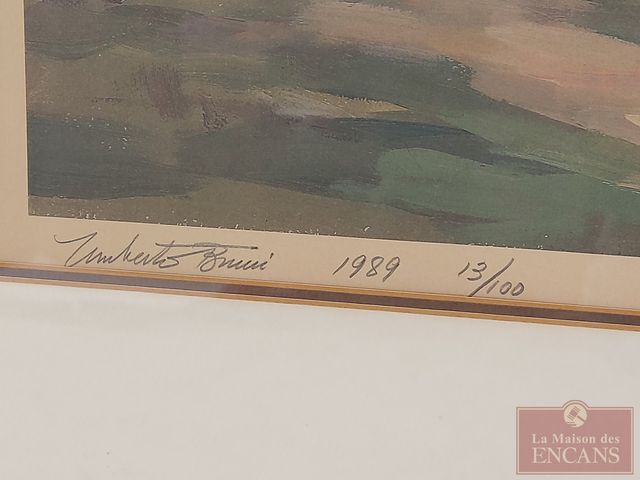 Umberto Bruni 1989 13/100
La Maison des
ENCANS